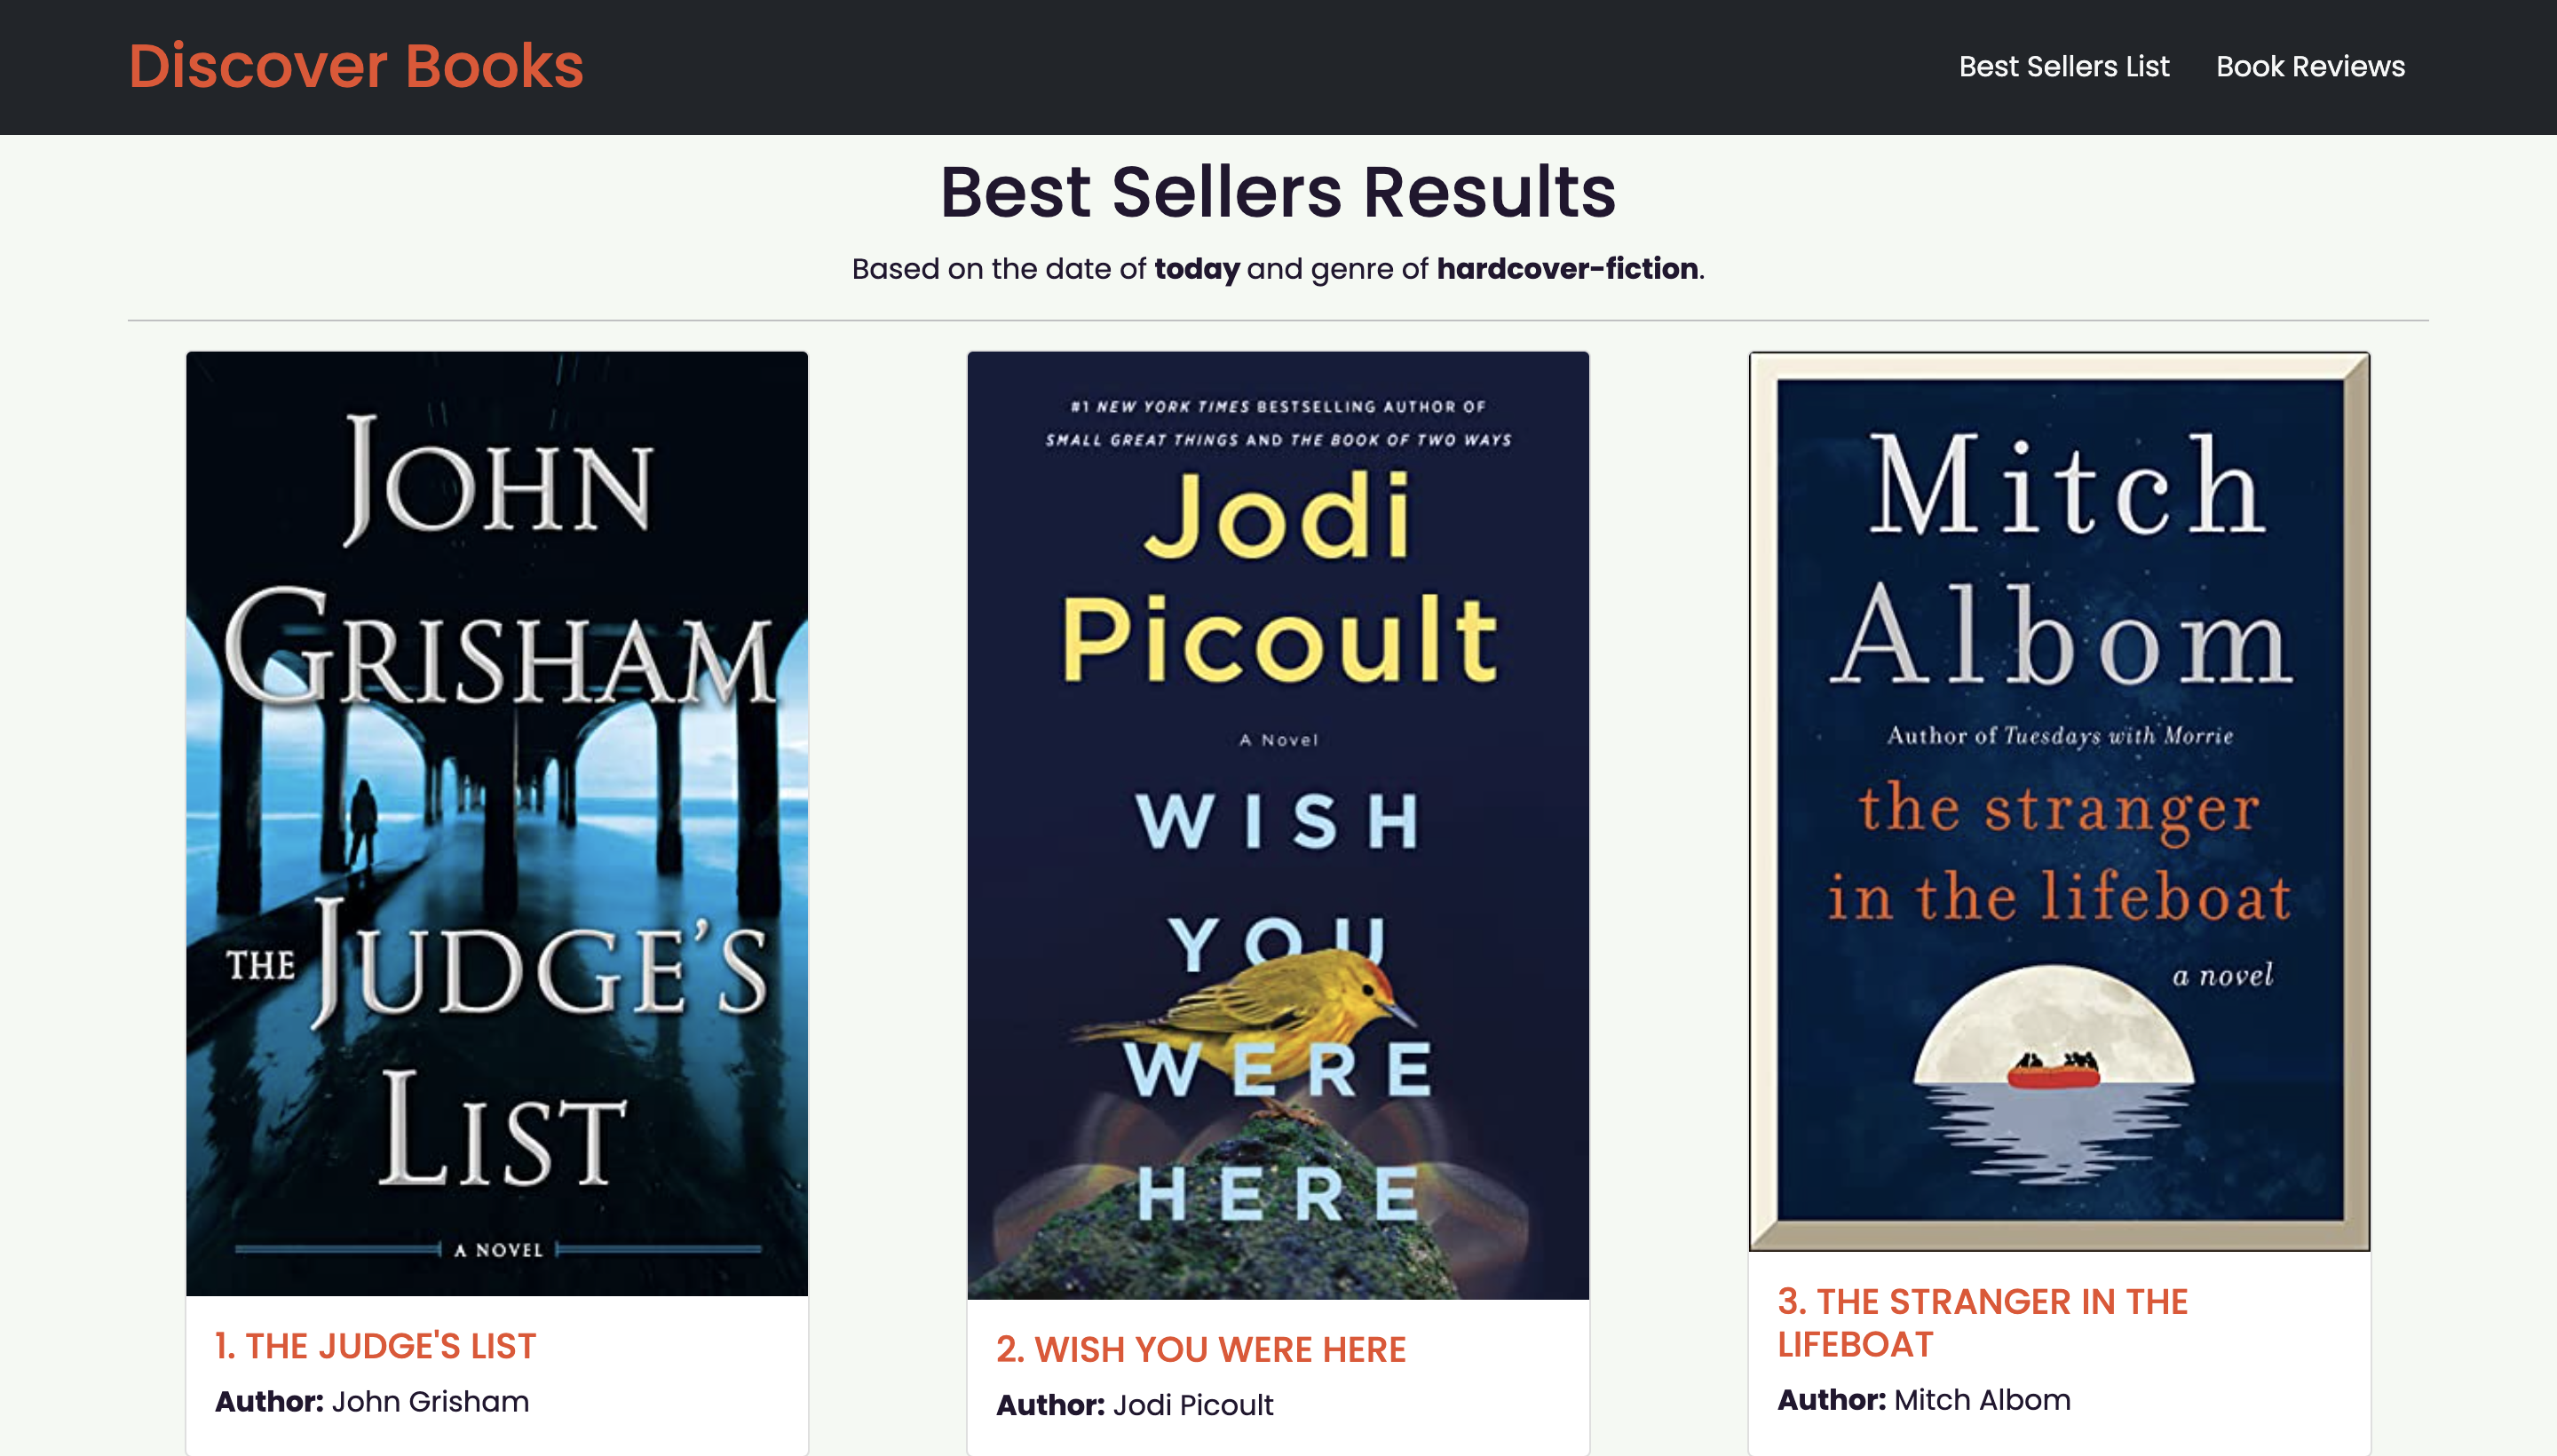 Discover Books
Best Sellers List
Book Reviews
Best Sellers Results
Based on the date of today and genre of hardcover-fiction.
JOHN
GRISHAM
THE JUDGE'S
LIST
A NOVEL
1. THE JUDGE'S LIST
Author: John Grisham
#1 NEW YORK TIMES BESTSELLING AUTHOR OF
SMALL GREAT THINGS AND THE BOOK OF TWO WAYS
Jodi
Picoult
A Novel
WISH
YOU
WERE
HERE
2. WISH YOU WERE HERE
Author: Jodi Picoult
Mitch
Albom
Author of Tuesdays with Morrie
the stranger
in the lifeboat
a novel
3. THE STRANGER IN THE
LIFEBOAT
Author: Mitch Albom